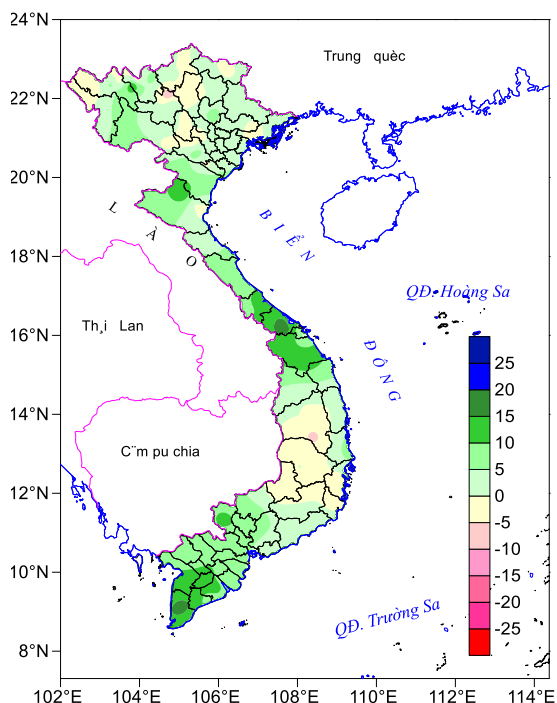 24°N
Trung quèc
22°N
20°N
LÀO
BIỂN
18°N
QĐ. Hoàng Sa
16°N
Th¸i Lan
ĐÔNG
25
20
15
10
5
0
-5
-10
-15
-20
-25
14°N
C¨m pu chia
12°N
10°N
QĐ. Trường Sa
8°N
102°E 104°E 106°E 108°E 110°E 112°E 114°E